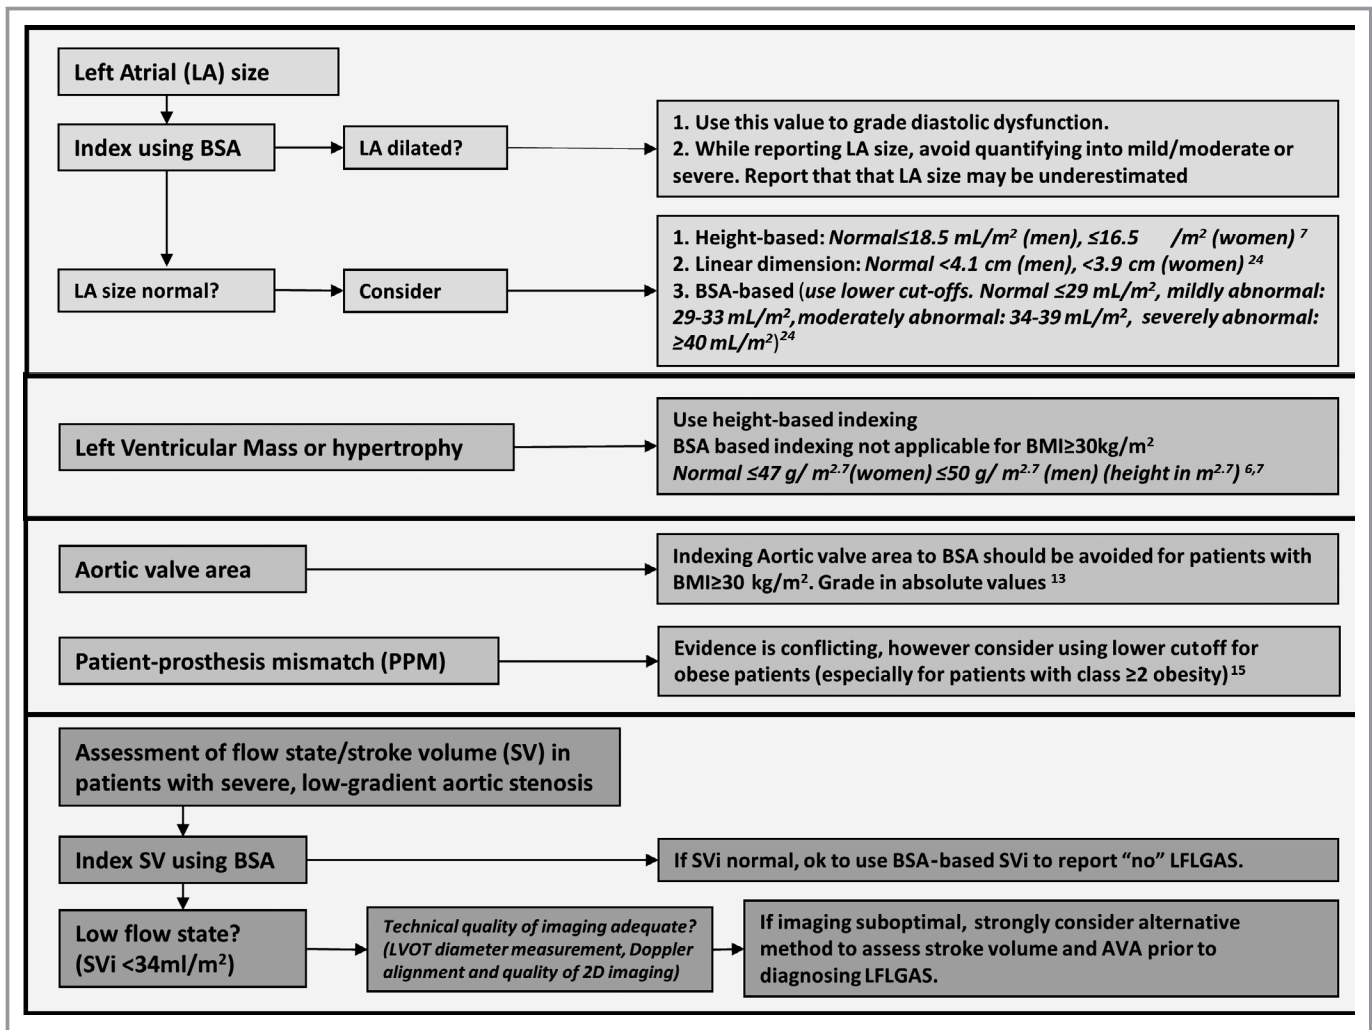 Left Atrial (LA) size
Index using BSA
LA dilated?
1. Use this value to grade diastolic dysfunction.
2. While reporting LA size, avoid quantifying into mild/moderate or
severe. Report that that LA size may be underestimated
LA size normal?
Consider
1. Height-based: Normal≤18.5 mL/m² (men), ≤16.5 /m² (women) ⁷
2. Linear dimension: Normal <4.1 cm (men), <3.9 cm (women) ²⁴
3. BSA-based (use lower cut-offs. Normal ≤29 mL/m², mildly abnormal:
29-33 mL/m², moderately abnormal: 34-39 mL/m², severely abnormal:
≥40 mL/m²)²⁴
Left Ventricular Mass or hypertrophy
Use height-based indexing
BSA based indexing not applicable for BMI≥30kg/m²
Normal ≤47 g/ m²·⁷(women) ≤50 g/ m²·⁷ (men) (height in m²·⁷) ⁶,⁷
Aortic valve area
Indexing Aortic valve area to BSA should be avoided for patients with
BMI≥30 kg/m². Grade in absolute values ¹³
Patient-prosthesis mismatch (PPM)
Evidence is conflicting, however consider using lower cutoff for
obese patients (especially for patients with class ≥2 obesity) ¹⁵
Assessment of flow state/stroke volume (SV) in
patients with severe, low-gradient aortic stenosis
Index SV using BSA
If SVi normal, ok to use BSA-based SVi to report “no” LFLGAS.
Low flow state?
(SVi <34ml/m²)
Technical quality of imaging adequate?
(LVOT diameter measurement, Doppler
alignment and quality of 2D imaging)
If imaging suboptimal, strongly consider alternative
method to assess stroke volume and AVA prior to
diagnosing LFLGAS.